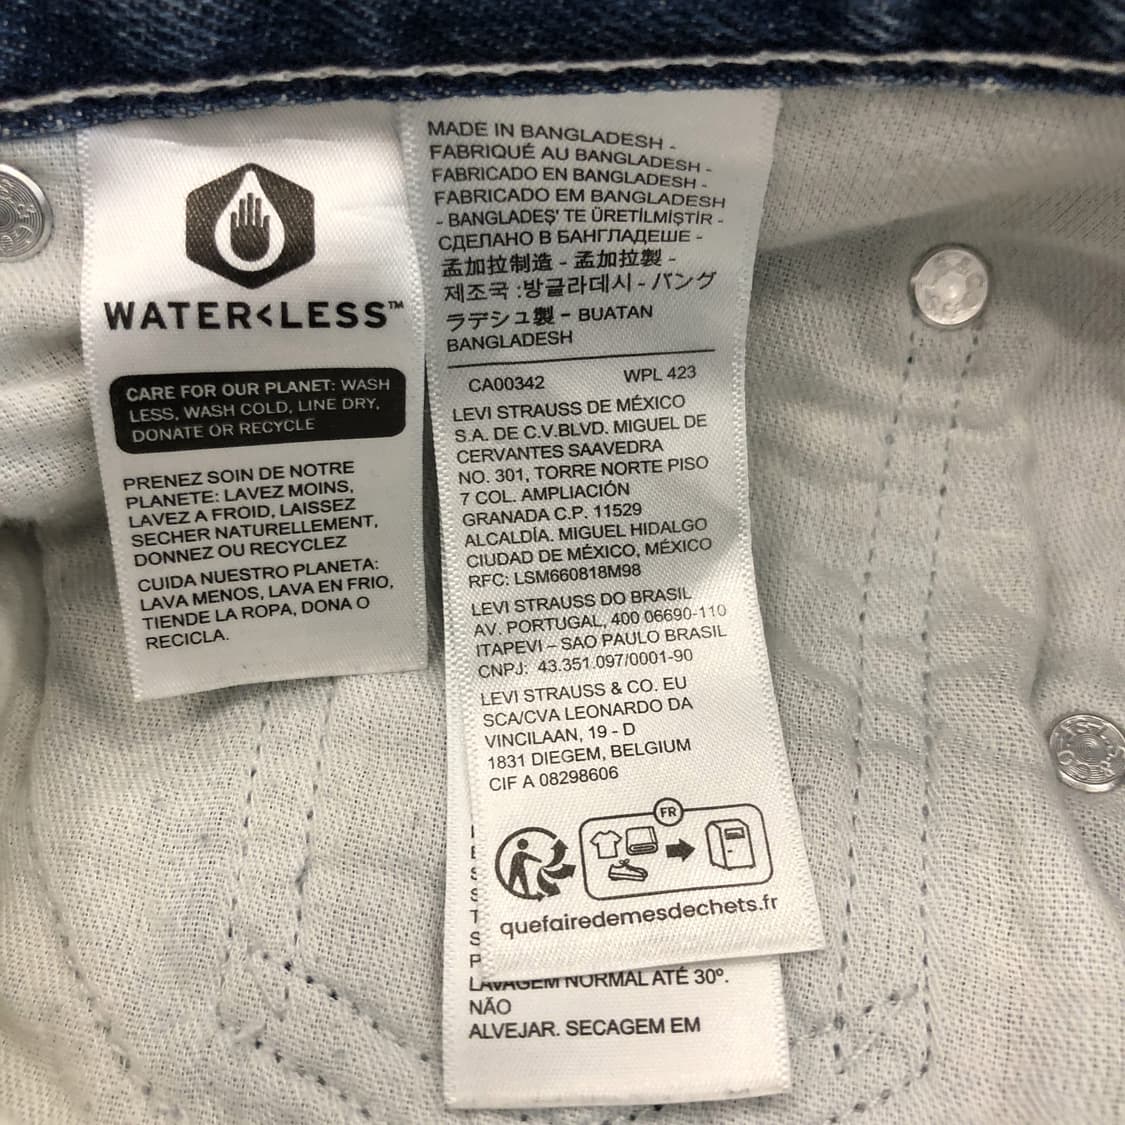 WATER<LESS™
CARE FOR OUR PLANET: WASH
LESS, WASH COLD, LINE DRY,
DONATE OR RECYCLE
PRENEZ SOIN DE NOTRE
PLANETE: LAVEZ MOINS,
LAVEZ A FROID, LAISSEZ
SECHER NATURELLEMENT,
DONNEZ OU RECYCLEZ
CUIDA NUESTRO PLANETA:
LAVA MENOS, LAVA EN FRIO,
TIENDE LA ROPA, DONA O
RECICLA.
MADE IN BANGLADESH -
FABRIQUÉ AU BANGLADESH -
FABRICADO EN BANGLADESH -
FABRICADO EM BANGLADESH
- BANGLADEŞ' TE ÜRETİLMİŞTİR -
СДЕЛАНО В БАНГЛАДЕШЕ -
孟加拉制造 - 孟加拉製 -
제조국 :방글라데시 - バング
ラデシュ製 - BUATAN
BANGLADESH
CA00342 WPL 423
LEVI STRAUSS DE MÉXICO
S.A. DE C.V.BLVD. MIGUEL DE
CERVANTES SAAVEDRA
NO. 301, TORRE NORTE PISO
7 COL. AMPLIACIÓN
GRANADA C.P. 11529
ALCALDÍA. MIGUEL HIDALGO
CIUDAD DE MÉXICO, MÉXICO
RFC: LSM660818M98
LEVI STRAUSS DO BRASIL
AV. PORTUGAL, 400 06690-110
ITAPEVI – SAO PAULO BRASIL
CNPJ: 43.351.097/0001-90
LEVI STRAUSS & CO. EU
SCA/CVA LEONARDO DA
VINCILAAN, 19 - D
1831 DIEGEM, BELGIUM
CIF A 08298606
FR
quefairedemesdechets.fr
LAVAGEM NORMAL ATÉ 30º.
NÃO
ALVEJAR. SECAGEM EM